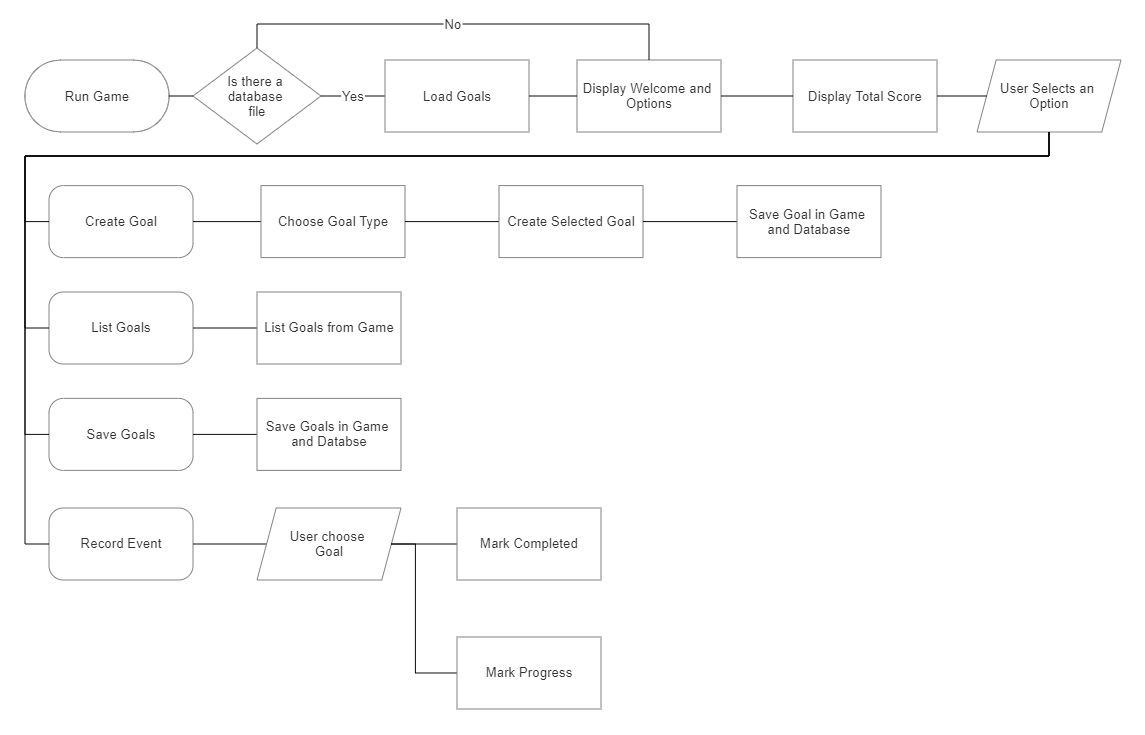 No
Run Game
Is there a
database
file
Yes
Load Goals
Display Welcome and
Options
Display Total Score
User Selects an
Option
Create Goal
Choose Goal Type
Create Selected Goal
Save Goal in Game
and Database
List Goals
List Goals from Game
Save Goals
Save Goals in Game
and Databse
Record Event
User choose
Goal
Mark Completed
Mark Progress